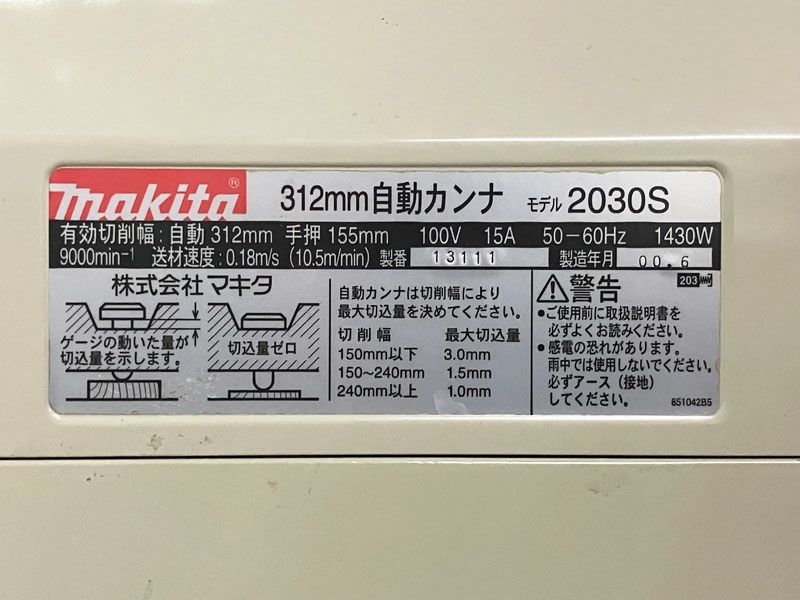 makita® 312mm自動カンナ モデル 2030S
有効切削幅:自動 312mm 手押 155mm 100V 15A 50-60Hz 1430W
9000min⁻¹ 送材速度:0.18m/s (10.5m/min) 製番 13111 製造年月 00.6
株式会社 マキタ
ゲージの動いた量が
切込量を示します。
切込量ゼロ
自動カンナは切削幅により
最大切込量を決めてください。
切削幅 最大切込量
150mm以下 3.0mm
150~240mm 1.5mm
240mm以上 1.0mm
203
警告
●ご使用前に取扱説明書を
必ずよくお読みください。
●感電の恐れがあります。
雨中では使用しないでください。
必ずアース(接地)
してください。
851042B5